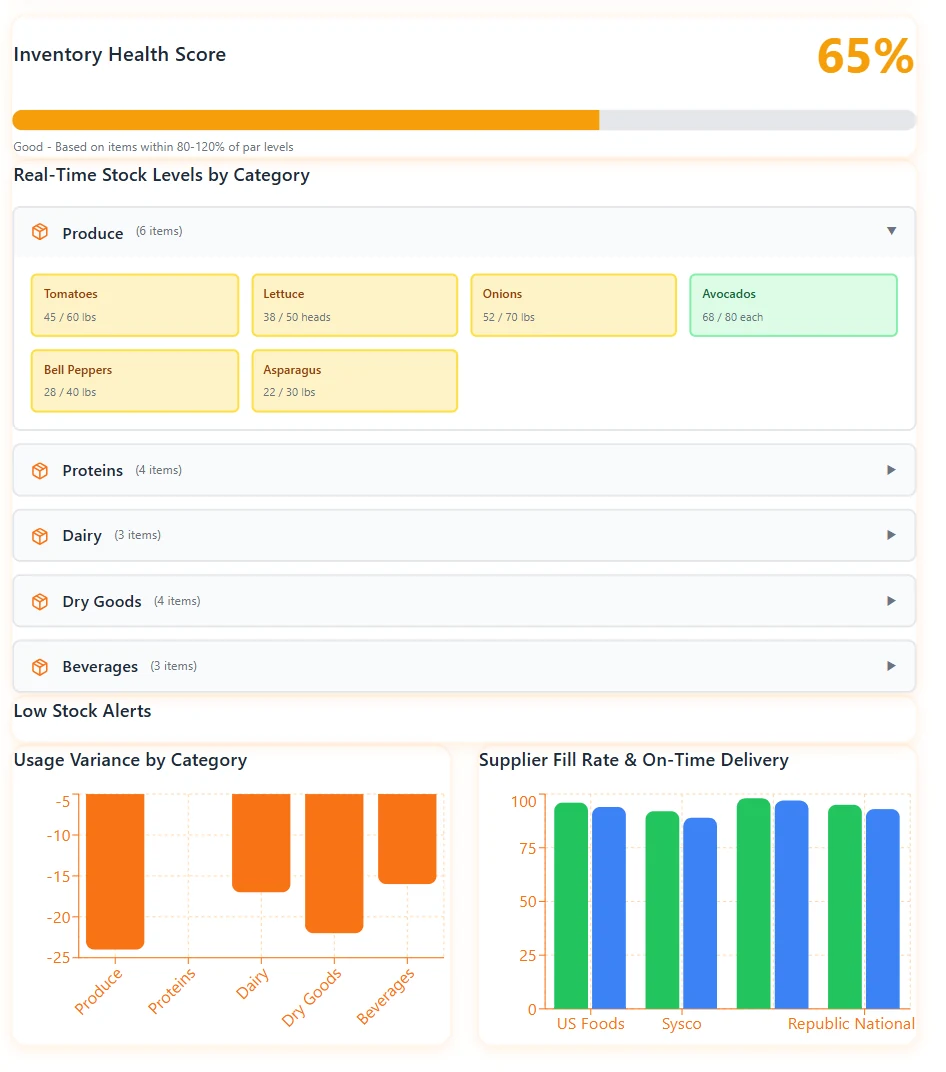 Inventory Health Score
65%
Good - Based on items within 80-120% of par levels
Real-Time Stock Levels by Category
Produce (6 items) ▼
Tomatoes
45 / 60 lbs
Lettuce
38 / 50 heads
Onions
52 / 70 lbs
Avocados
68 / 80 each
Bell Peppers
28 / 40 lbs
Asparagus
22 / 30 lbs
Proteins (4 items) ▶
Dairy (3 items) ▶
Dry Goods (4 items) ▶
Beverages (3 items) ▶
Low Stock Alerts
Usage Variance by Category
-5
-10
-15
-20
-25
Produce
Proteins
Dairy
Dry Goods
Beverages
Supplier Fill Rate & On-Time Delivery
100
75
50
25
0
US Foods
Sysco
Republic National